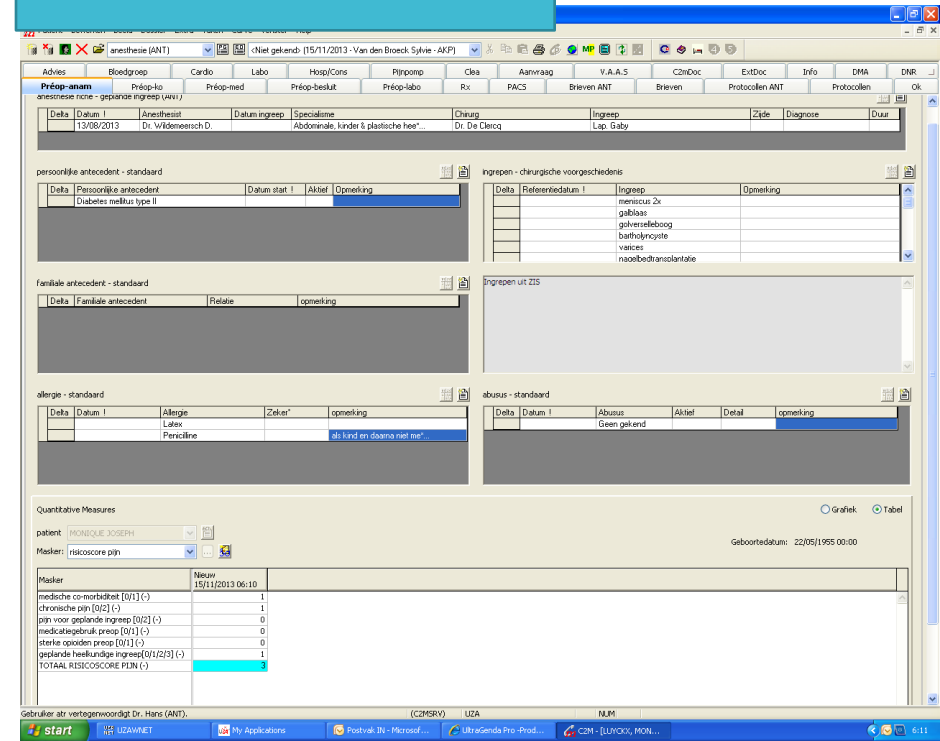 anesthesie (ANT) <Niet gekend> (15/11/2013 - Van den Broeck Sylvie - AKP) MP
Advies Bloedgroep Cardio Labo Hosp/Cons Pijnpomp Clea Aanvraag V.A.A.S C2mDoc ExtDoc Info DMA DNR
Préop-anam Préop-ko Préop-med Préop-besluit Préop-labo Rx PACS Brieven ANT Brieven Protocollen ANT Protocollen Ok
anesthesie fiche - geplande ingreep (ANT)
Delta Datum ! Anesthesist Datum ingreep Specialisme Chirurg Ingreep Zijde Diagnose Duur
13/08/2013 Dr. Wildemeersch D. Abdominale, kinder & plastische hee*... Dr. De Clercq Lap. Gaby
persoonlijke antecedent - standaard
Delta Persoonlijke antecedent Datum start ! Aktief Opmerking
Diabetes mellitus type II
ingrepen - chirurgische voorgeschiedenis
Delta Referentiedatum ! Ingreep Opmerking
meniscus 2x
galblaas
golverselleboog
bartholyncyste
varices
nagelbedtransplantatie
familiale antecedent - standaard
Delta Familiale antecedent Relatie opmerking
Ingrepen uit ZIS
allergie - standaard
Delta Datum ! Allergie Zeker* opmerking
Latex
Penicilline als kind en daarna niet me*...
abusus - standaard
Delta Datum ! Abusus Aktief Detail opmerking
Geen gekend
Quantitative Measures Grafiek Tabel
patient MONIQUE JOSEPH
Geboortedatum: 22/05/1955 00:00
Masker: risicoscore pijn ...
Masker Nieuw
15/11/2013 06:10
medische co-morbiditeit [0/1] (-) 1
chronische pijn [0/2] (-) 1
pijn voor geplande ingreep [0/2] (-) 0
medicatiegebruik preop [0/1] (-) 0
sterke opioiden preop [0/1] (-) 0
geplande heelkundige ingreep[0/1/2/3] (-) 1
TOTAAL RISICOSCORE PIJN (-) 3
Gebruiker atr vertegenwoordigt Dr. Hans (ANT). (C2MSRV) UZA NUM
start UZAWNET My Applications Postvak IN - Microsof... UltraGenda Pro -Prod... C2M - [LUYCKX, MON... 6:11